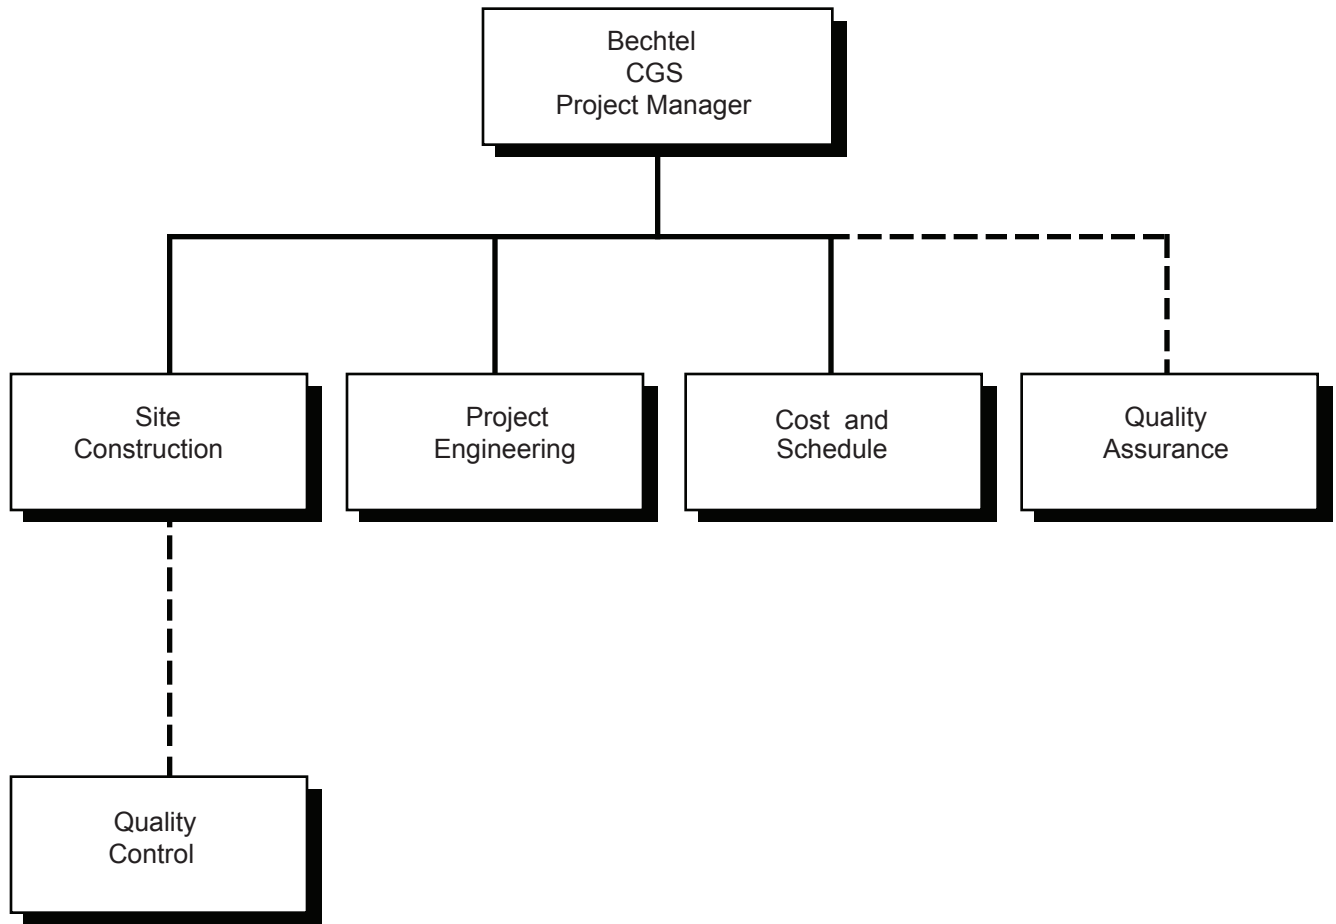 Bechtel
CGS
Project Manager
Site
Construction
Project
Engineering
Cost and
Schedule
Quality
Assurance
Quality
Control